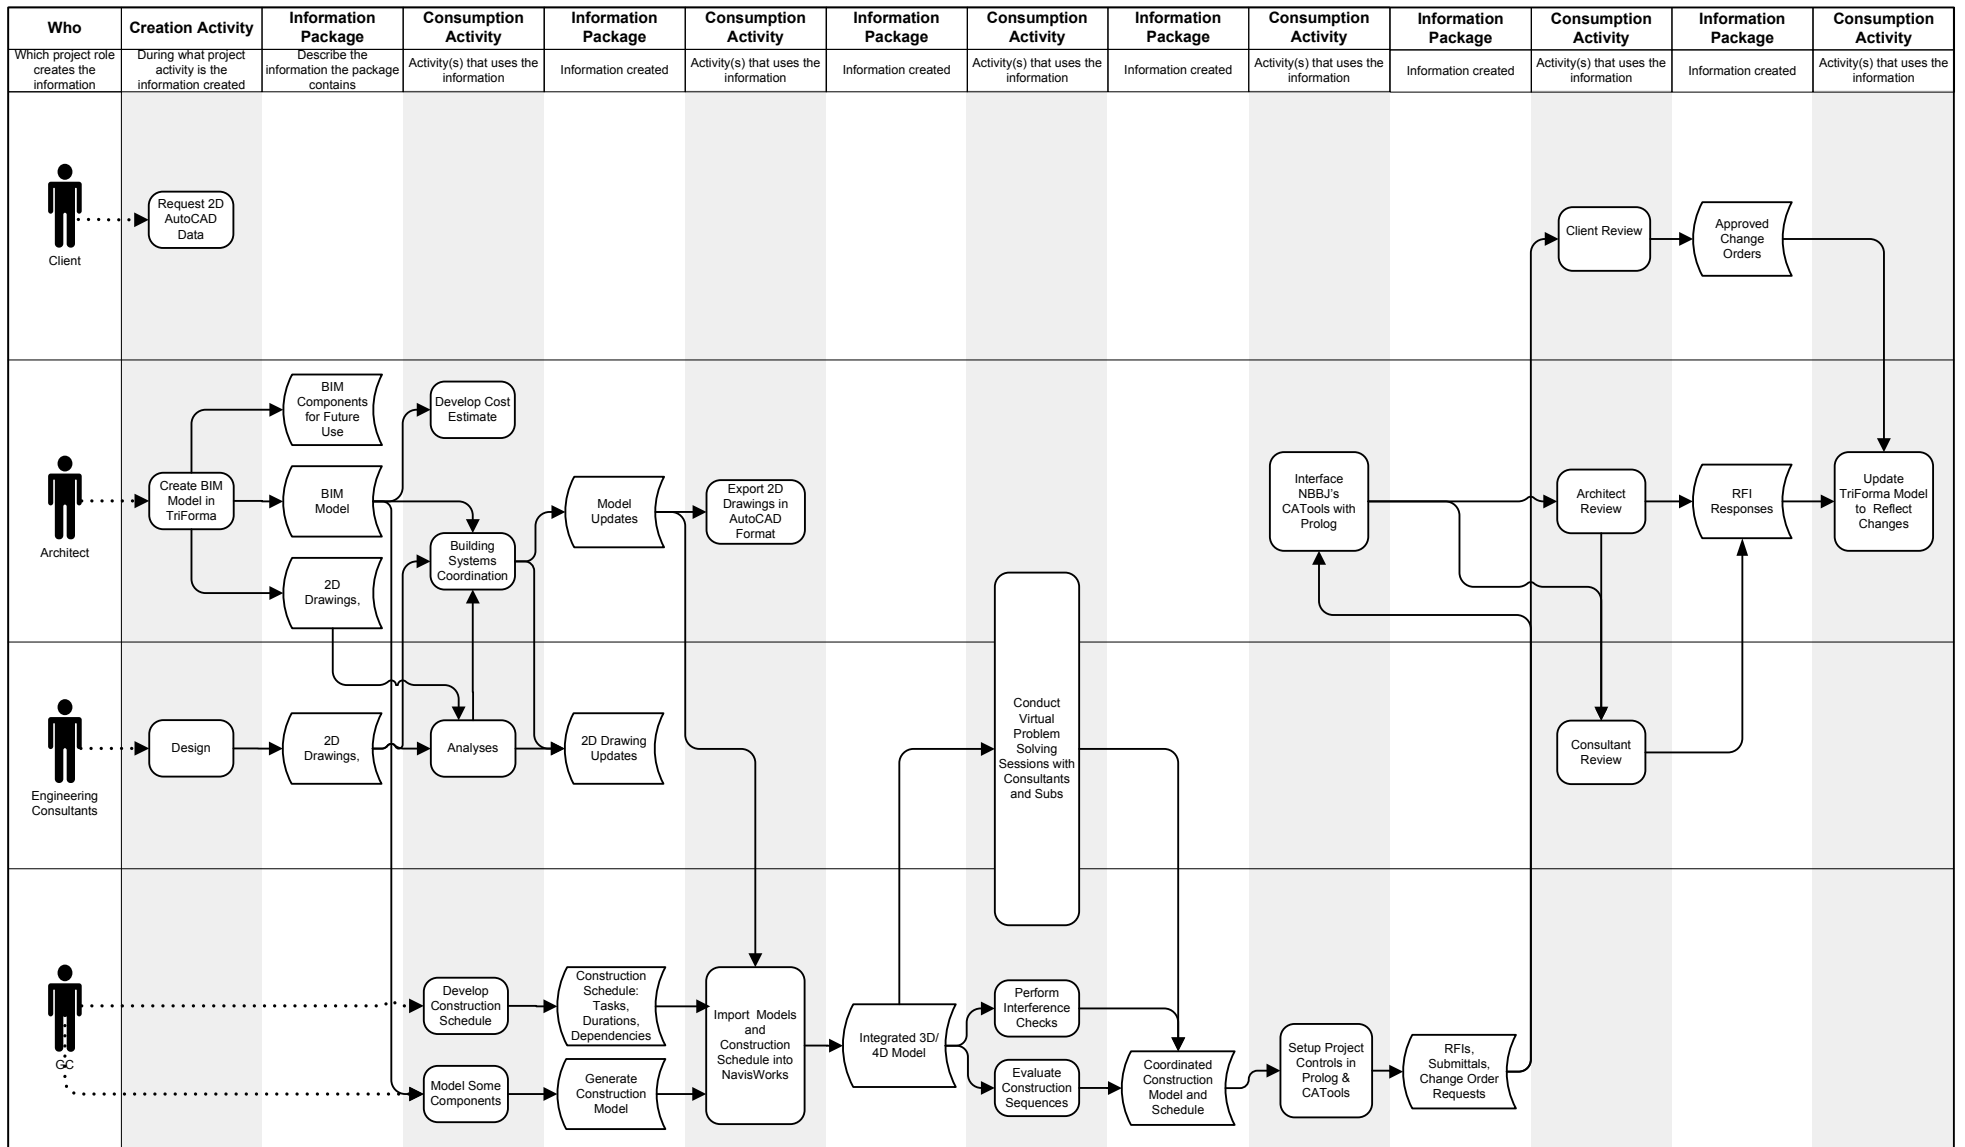 Who
Creation Activity
Information
Package
Consumption
Activity
Information
Package
Consumption
Activity
Information
Package
Consumption
Activity
Information
Package
Consumption
Activity
Information
Package
Consumption
Activity
Information
Package
Consumption
Activity
Which project role
creates the
information
During what project
activity is the
information created
Describe the
information the package
contains
Activity(s) that uses the
information
Information created
Activity(s) that uses the
information
Information created
Activity(s) that uses the
information
Information created
Activity(s) that uses the
information
Information created
Activity(s) that uses the
information
Information created
Activity(s) that uses the
information
Client
Request 2D
AutoCAD
Data
Client Review
Approved
Change
Orders
Architect
Create BIM
Model in
TriForma
BIM
Components
for Future
Use
BIM
Model
2D
Drawings,
Develop Cost
Estimate
Building
Systems
Coordination
Model
Updates
Export 2D
Drawings in
AutoCAD
Format
Interface
NBBJ's
CATools with
Prolog
Architect
Review
RFI
Responses
Update
TriForma Model
to Reflect
Changes
Engineering
Consultants
Design
2D
Drawings,
Analyses
2D Drawing
Updates
Conduct
Virtual
Problem
Solving
Sessions with
Consultants
and Subs
Consultant
Review
GC
Develop
Construction
Schedule
Model Some
Components
Construction
Schedule:
Tasks,
Durations,
Dependencies
Generate
Construction
Model
Import Models
and
Construction
Schedule into
NavisWorks
Integrated 3D/
4D Model
Perform
Interference
Checks
Evaluate
Construction
Sequences
Coordinated
Construction
Model and
Schedule
Setup Project
Controls in
Prolog &
CATools
RFIs,
Submittals,
Change Order
Requests